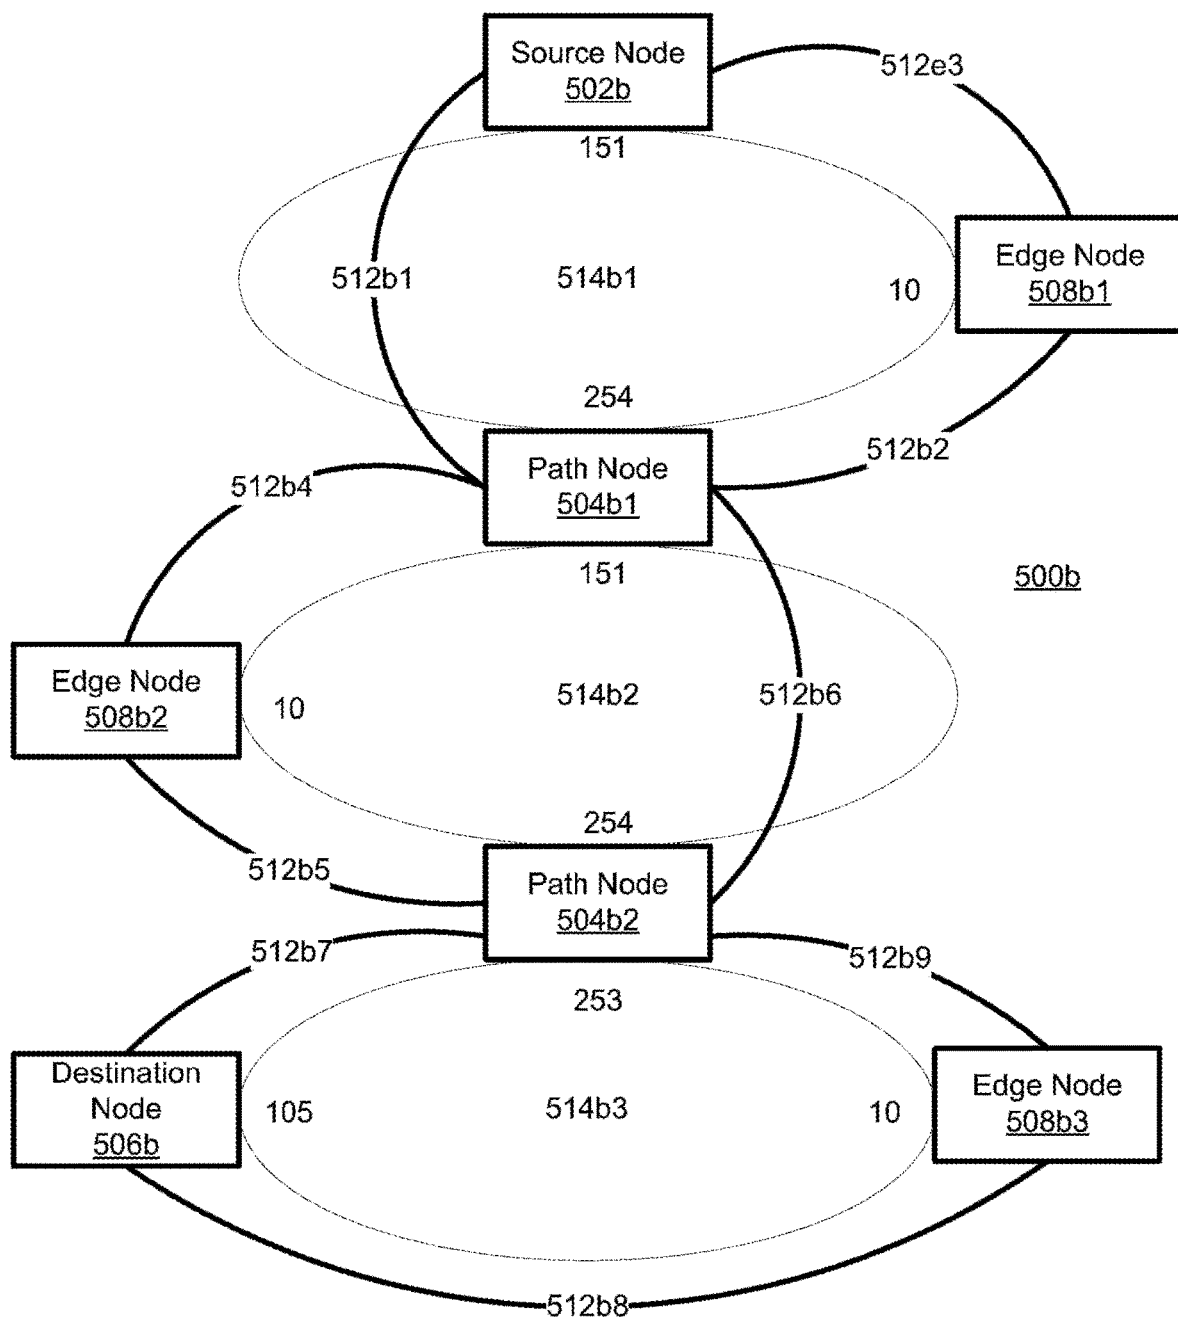 Source Node
502b
512e3
151
Edge Node
508b1
512b1
514b1
10
254
512b2
Path Node
504b1
512b4
151
500b
Edge Node
508b2
10
514b2
512b6
254
512b5
Path Node
504b2
512b7
512b9
253
Destination
Node
506b
105
514b3
10
Edge Node
508b3
512b8